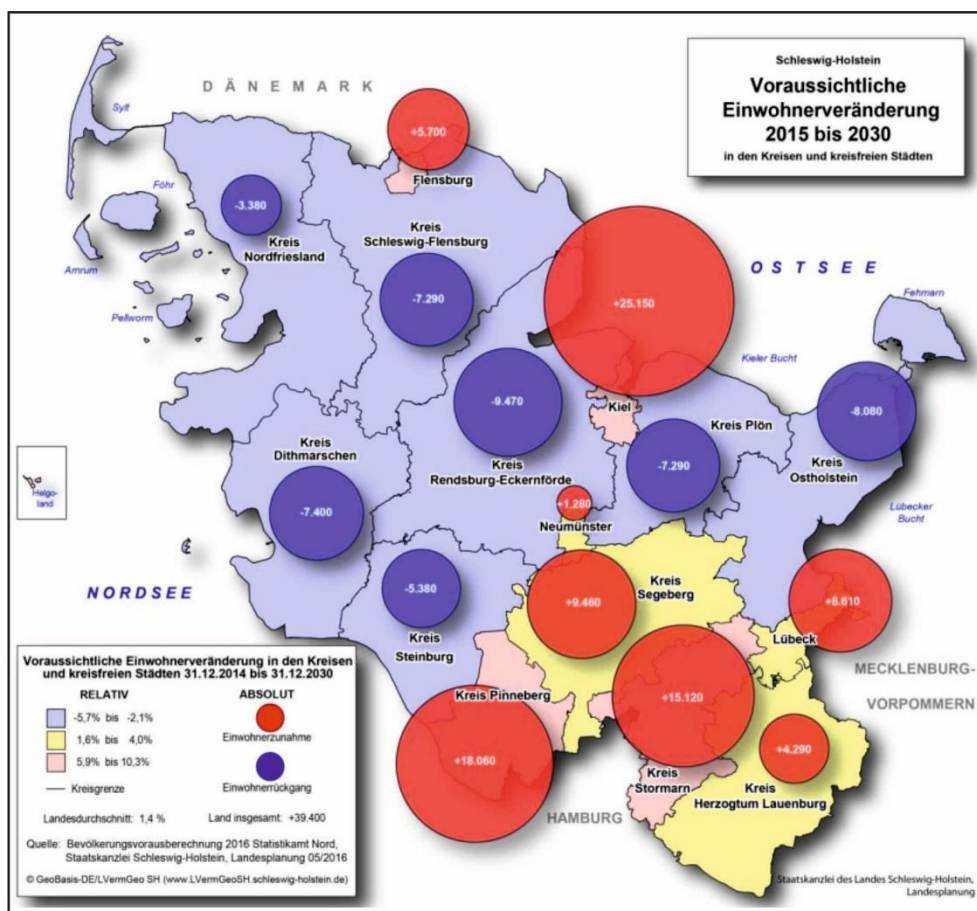 Schleswig-Holstein
Voraussichtliche
Einwohnerveränderung
2015 bis 2030
in den Kreisen und kreisfreien Städten
DÄNEMARK
Sylt
+5.700
Flensburg
Föhr
-3.380
Kreis
Nordfriesland
Kreis
Schleswig-Flensburg
Amrum
-7.290
+25.150
OSTSEE
Fehmarn
Pellworm
Kieler Bucht
-9.470
Kiel
Kreis Plön
-8.080
Kreis
Dithmarschen
Kreis
Rendsburg-Eckernförde
-7.290
Kreis
Ostholstein
Helgo-
land
-7.400
+1.280
Neumünster
Lübecker
Bucht
NORDSEE
-5.380
Kreis
Steinburg
+9.460
Kreis
Segeberg
+8.610
Lübeck
MECKLENBURG-
VORPOMMERN
Kreis Pinneberg
+15.120
+18.060
+4.290
Kreis
Stormarn
Kreis
Herzogtum Lauenburg
HAMBURG
Voraussichtliche Einwohnerveränderung in den Kreisen
und kreisfreien Städten 31.12.2014 bis 31.12.2030
RELATIV
ABSOLUT
-5,7% bis -2,1%
1,6% bis 4,0%
5,9% bis 10,3%
Einwohnerzunahme
Einwohnerrückgang
Kreisgrenze
Landesdurchschnitt: 1,4 %
Land insgesamt: +39.400
Quelle: Bevölkerungsvorausberechnung 2016 Statistikamt Nord,
Staatskanzlei Schleswig-Holstein, Landesplanung 05/2016
© GeoBasis-DE/LVermGeo SH (www.LVermGeoSH.schleswig-holstein.de)
Staatskanzlei des Landes Schleswig-Holstein,
Landesplanung